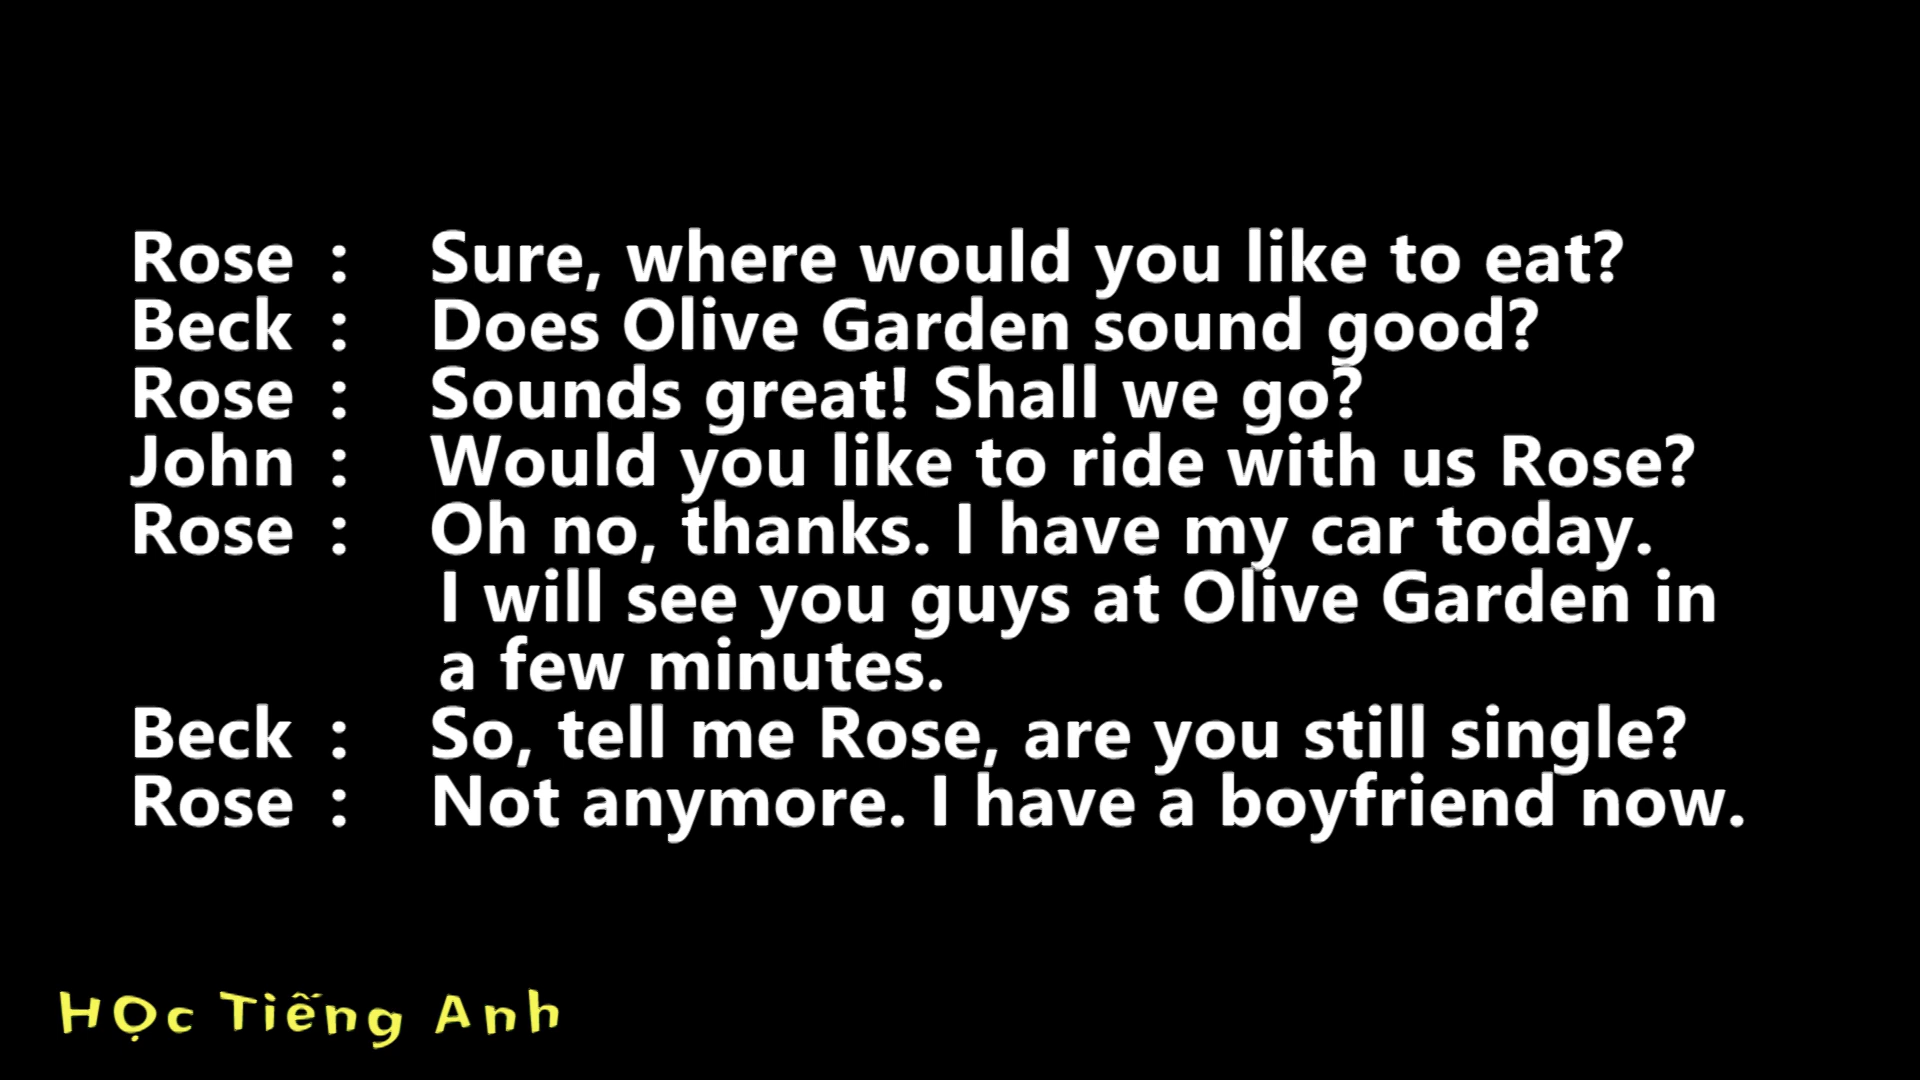 Rose : Sure, where would you like to eat?
Beck : Does Olive Garden sound good?
Rose : Sounds great! Shall we go?
John : Would you like to ride with us Rose?
Rose : Oh no, thanks. I have my car today.
I will see you guys at Olive Garden in
a few minutes.
Beck : So, tell me Rose, are you still single?
Rose : Not anymore. I have a boyfriend now.
HỌc Tiếng Anh